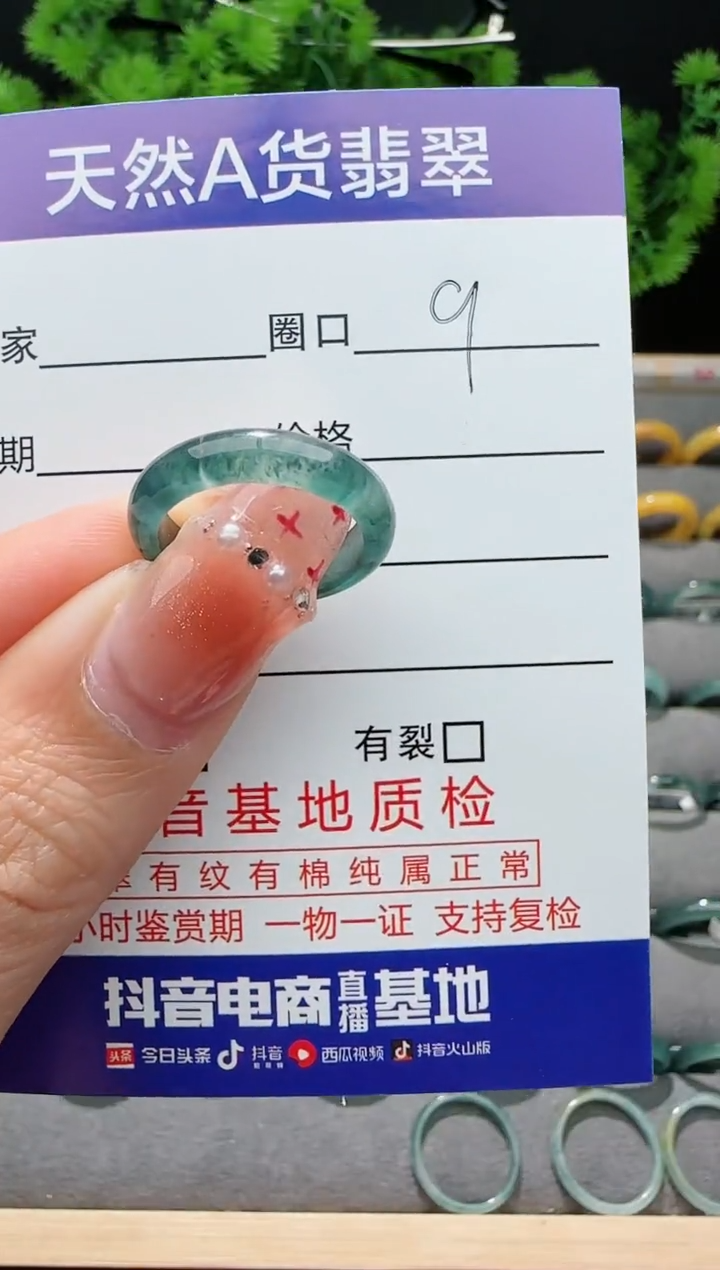 天然A货翡翠
家 圈口 9
期 价格
有裂
音基地质检
有纹有棉纯属正常
小时鉴赏期 一物一证 支持复检
抖音电商直播基地
头条 今日头条 抖音 西瓜视频 抖音火山版